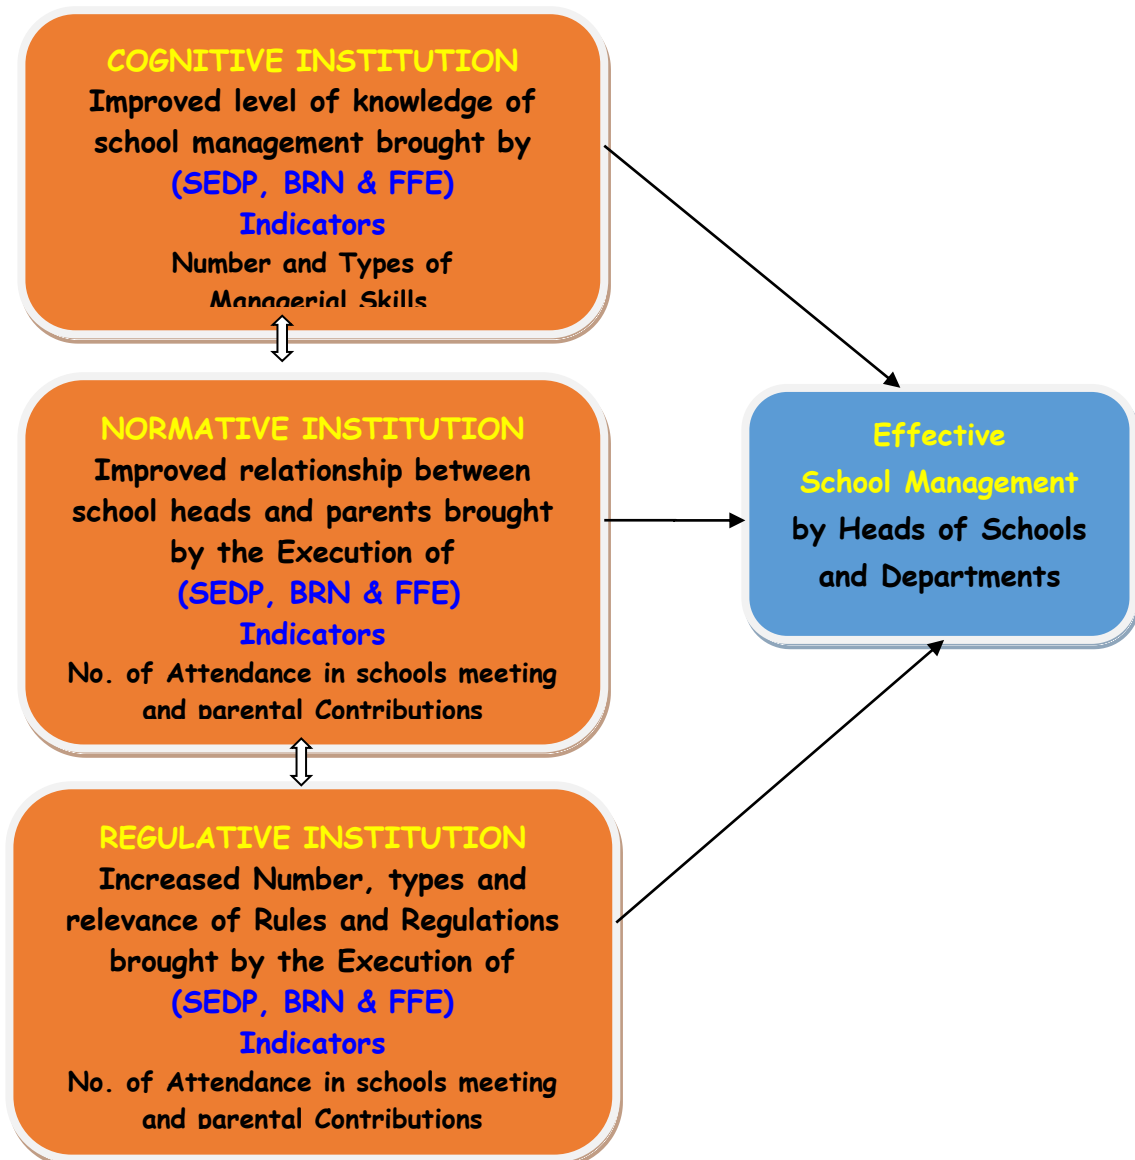 COGNITIVE INSTITUTION
Improved level of knowledge of
school management brought by
(SEDP, BRN & FFE)
Indicators
Number and Types of
Managerial Skills
NORMATIVE INSTITUTION
Improved relationship between
school heads and parents brought
by the Execution of
(SEDP, BRN & FFE)
Indicators
No. of Attendance in schools meeting
and parental Contributions
REGULATIVE INSTITUTION
Increased Number, types and
relevance of Rules and Regulations
brought by the Execution of
(SEDP, BRN & FFE)
Indicators
No. of Attendance in schools meeting
and parental Contributions
Effective
School Management
by Heads of Schools
and Departments